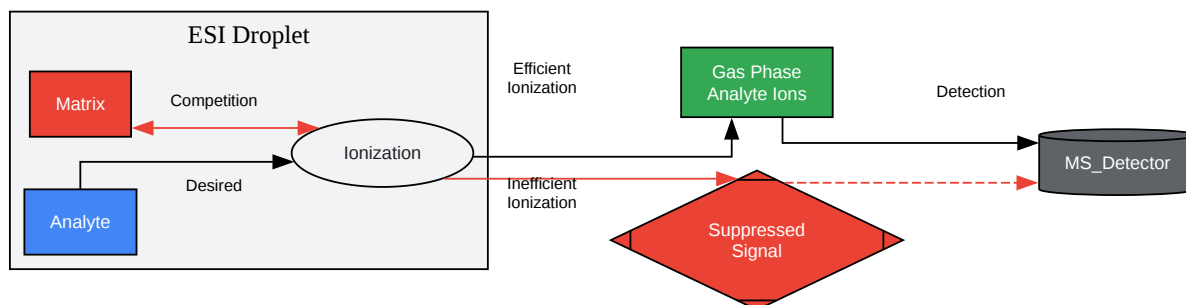 ESI Droplet
Matrix
Competition
Ionization
Desired
Analyte
Efficient
Ionization
Inefficient
Ionization
Gas Phase
Analyte Ions
Suppressed
Signal
Detection
MS_Detector